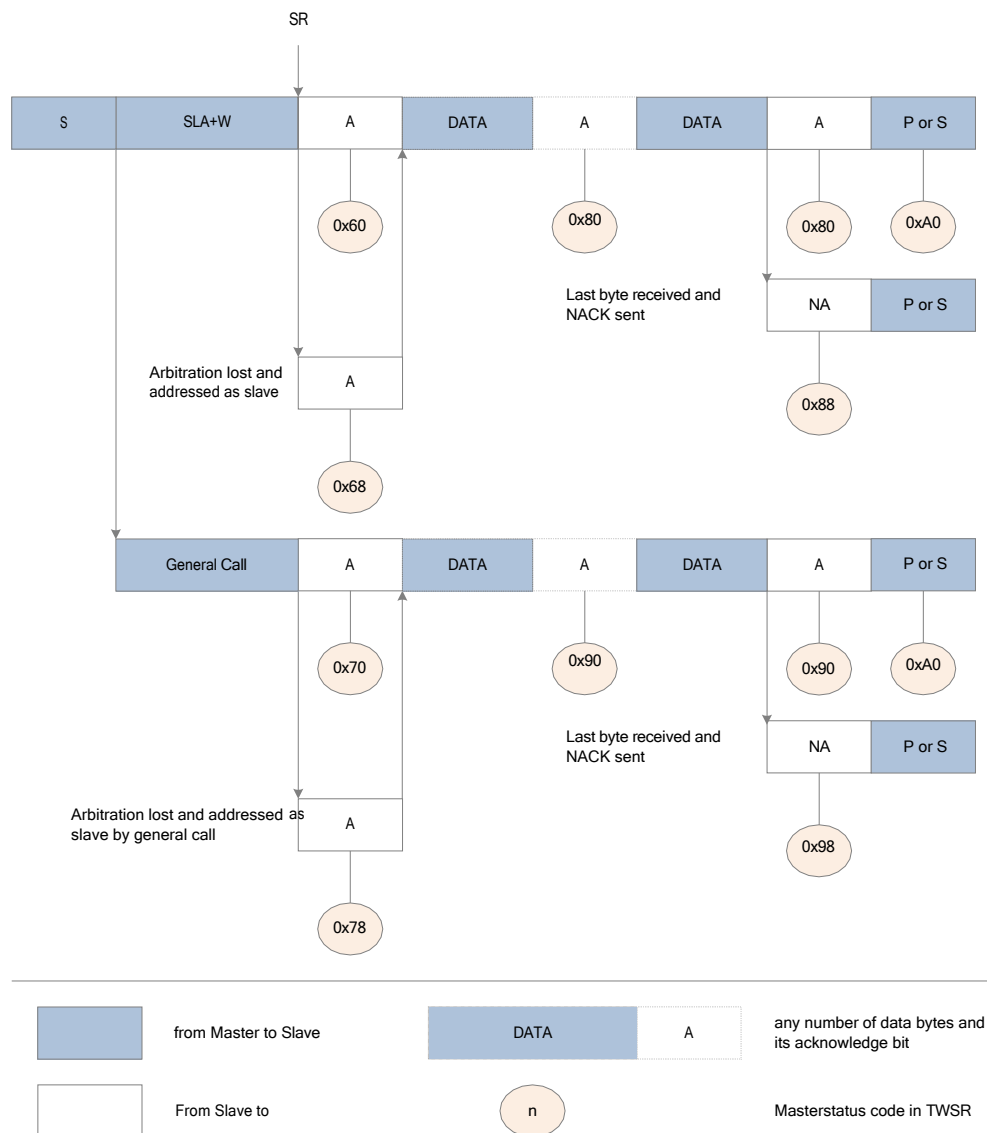 SR
S SLA+W A DATA A DATA A P or S
0x60 0x80 0x80 0xA0
Last byte received and
NACK sent
NA P or S
Arbitration lost and
addressed as slave
A
0x88
0x68
General Call A DATA A DATA A P or S
0x70 0x90 0x90 0xA0
Last byte received and
NACK sent
NA P or S
Arbitration lost and addressed as
slave by general call
A
0x98
0x78
from Master to Slave
DATA A
any number of data bytes and
its acknowledge bit
From Slave to
n
Masterstatus code in TWSR